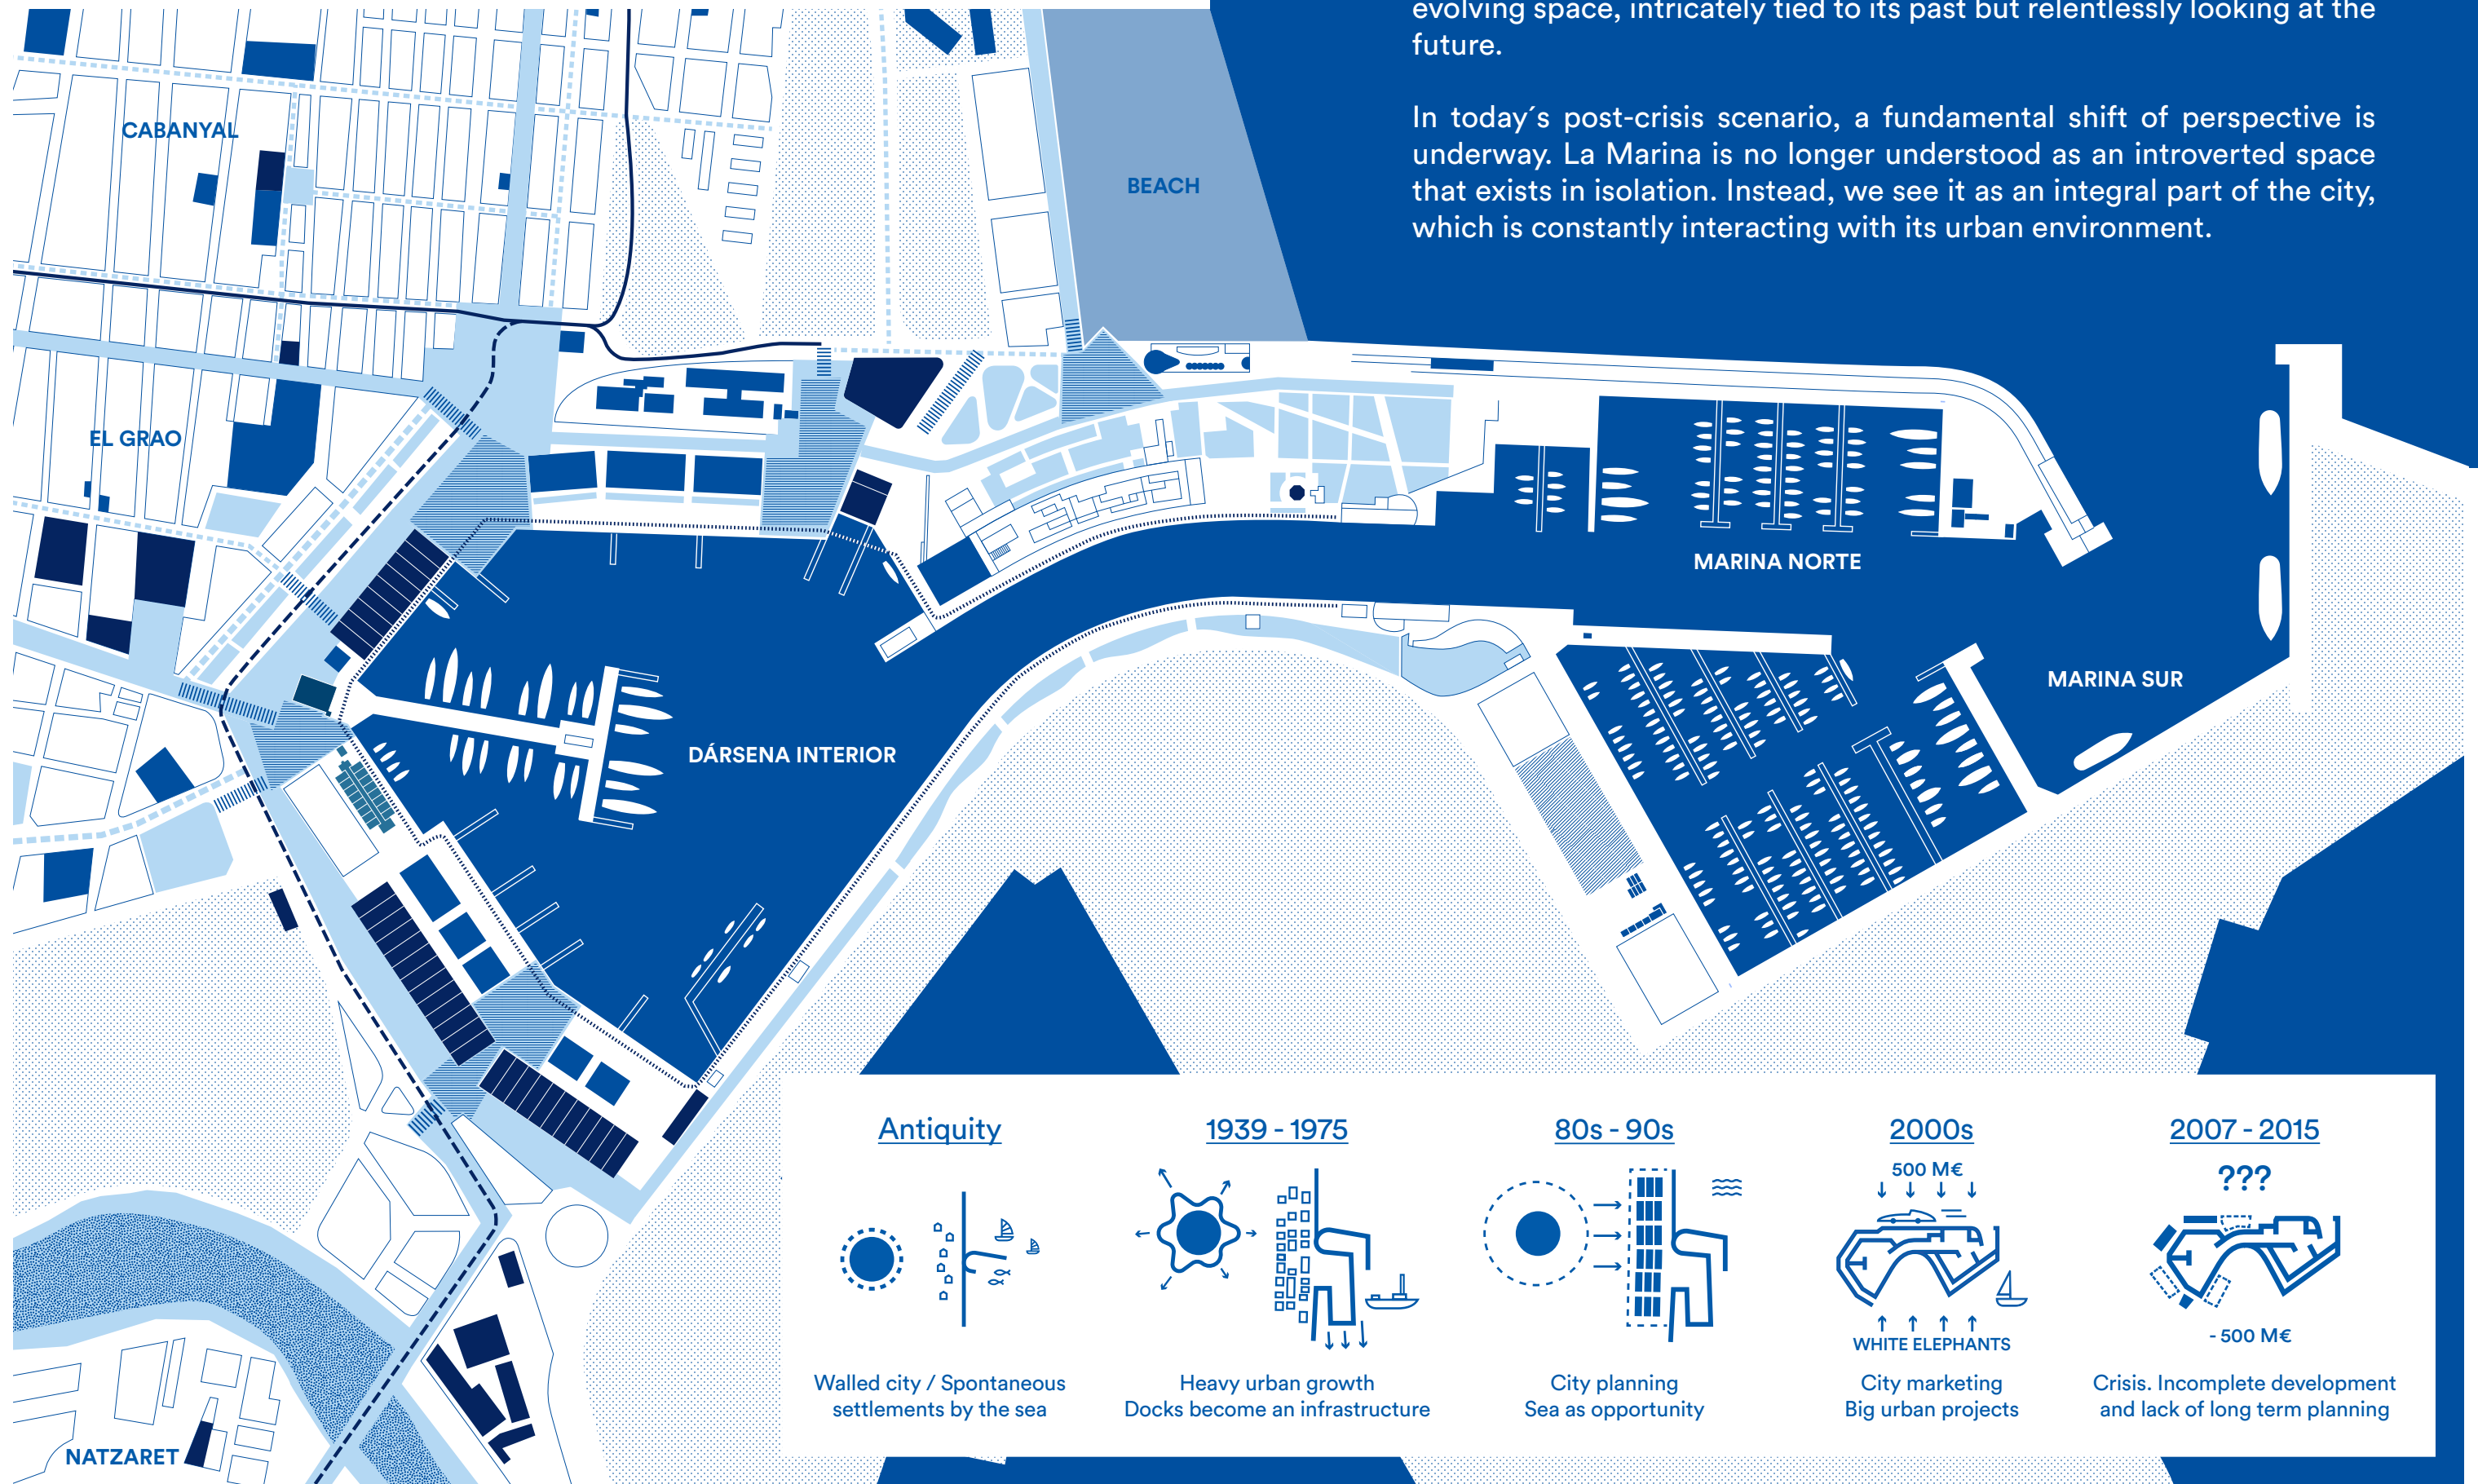 evolving space, intricately tied to its past but relentlessly looking at the
future.
In today´s post-crisis scenario, a fundamental shift of perspective is
underway. La Marina is no longer understood as an introverted space
that exists in isolation. Instead, we see it as an integral part of the city,
which is constantly interacting with its urban environment.
CABANYAL
BEACH
EL GRAO
MARINA NORTE
MARINA SUR
DÁRSENA INTERIOR
NATZARET
Antiquity
Walled city / Spontaneous
settlements by the sea
1939 - 1975
Heavy urban growth
Docks become an infrastructure
80s - 90s
City planning
Sea as opportunity
2000s
500 M€
WHITE ELEPHANTS
City marketing
Big urban projects
2007 - 2015
???
- 500 M€
Crisis. Incomplete development
and lack of long term planning